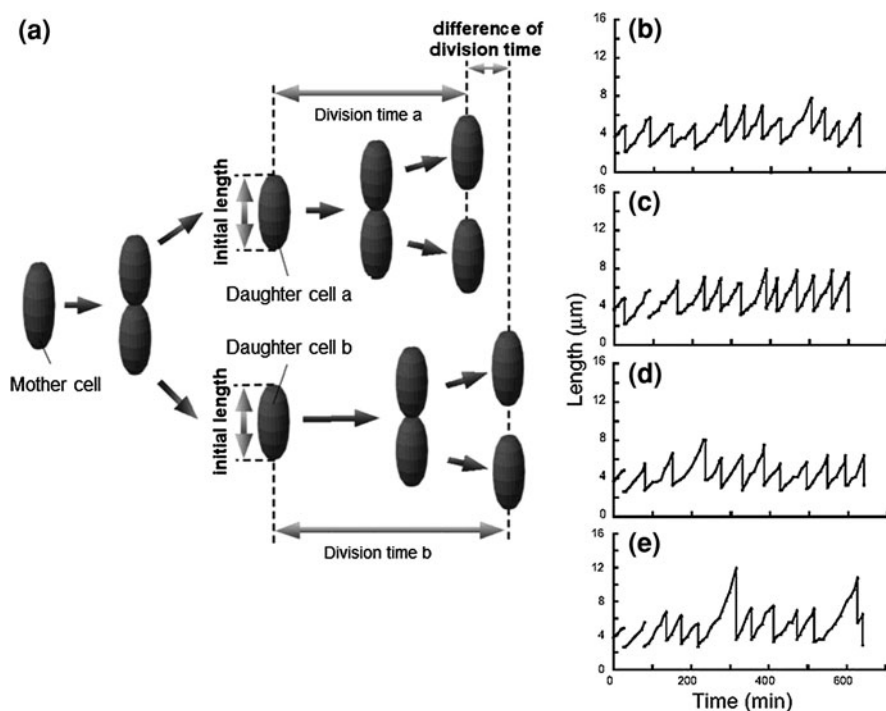 (a)
difference of
division time
Division time a
initial length
Daughter cell a
Mother cell
Daughter cell b
initial length
Division time b
(b)
16
12
8
4
0
(c)
16
12
8
4
0
Length (μm)
(d)
16
12
8
4
0
(e)
16
12
8
4
0
0 200 400 600
Time (min)